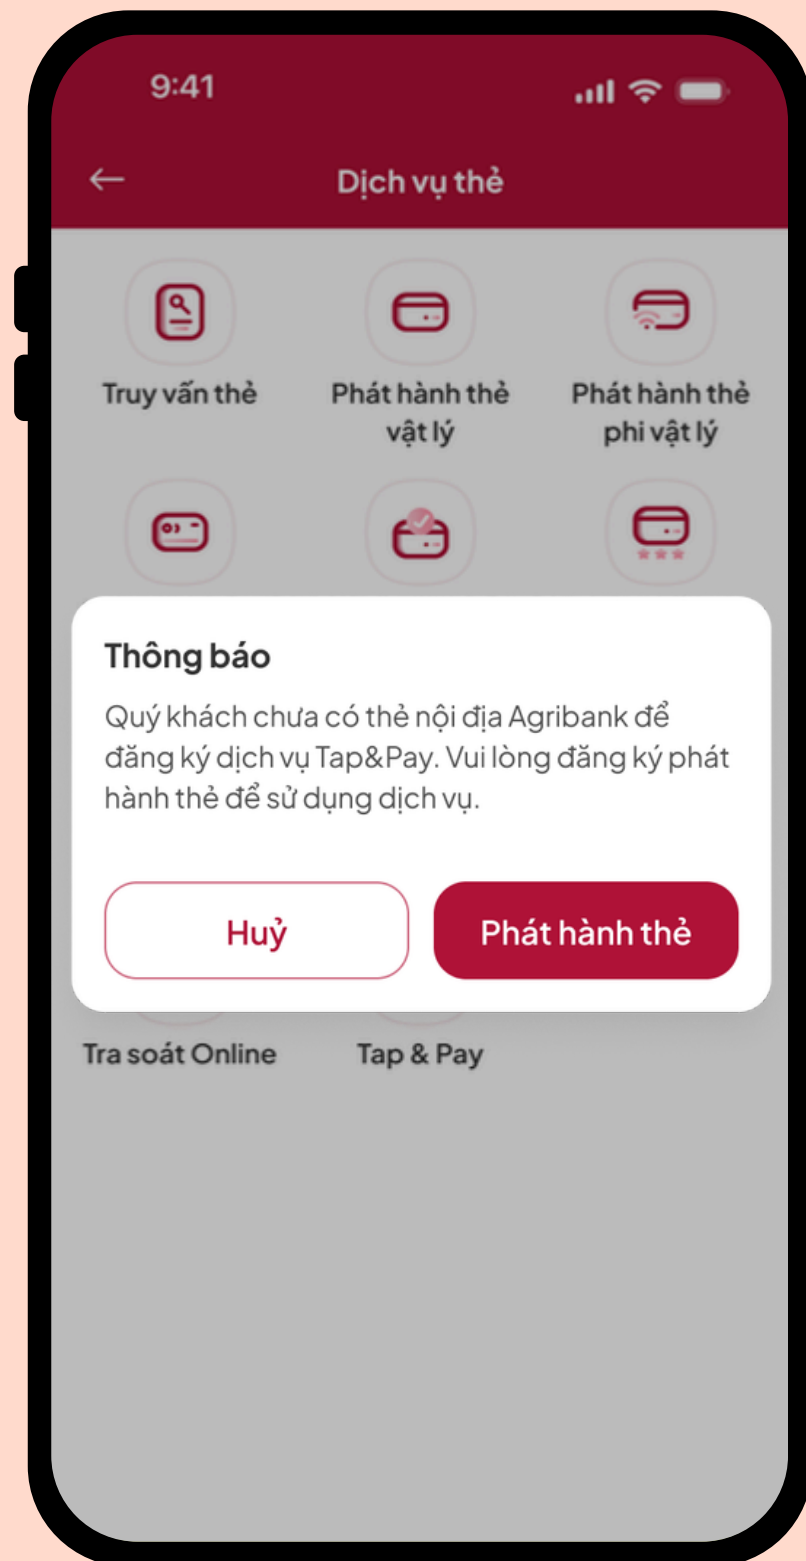 9:41
Dịch vụ thẻ
Truy vấn thẻ
Phát hành thẻ
vật lý
Phát hành thẻ
phi vật lý
Thông báo
Quý khách chưa có thẻ nội địa Agribank để
đăng ký dịch vụ Tap&Pay. Vui lòng đăng ký phát
hành thẻ để sử dụng dịch vụ.
Huỷ
Phát hành thẻ
Tra soát Online
Tap & Pay